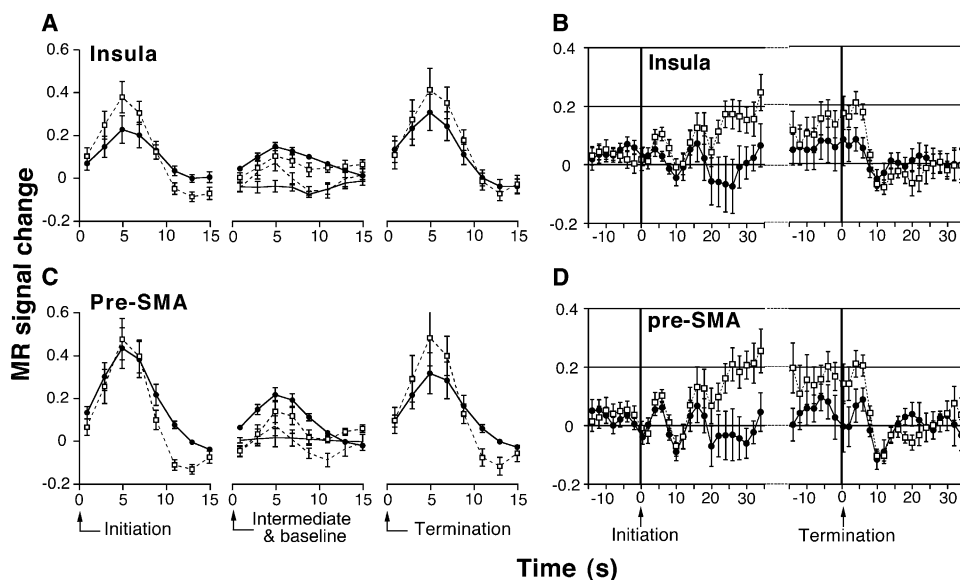 A
B
Insula
Insula
0.6
0.4
0.2
0
-0.2
0 5 10 15
0 5 10 15
0 5 10 15
0.4
0.2
0
-0.2
-10 0 10 20 30
-10 0 10 20 30
MR signal change
C
D
Pre-SMA
pre-SMA
0.6
0.4
0.2
0
-0.2
0 5 10 15
0 5 10 15
0 5 10 15
0.4
0.2
0
-0.2
-10 0 10 20 30
-10 0 10 20 30
Initiation
Intermediate
& baseline
Termination
Initiation
Termination
Time (s)